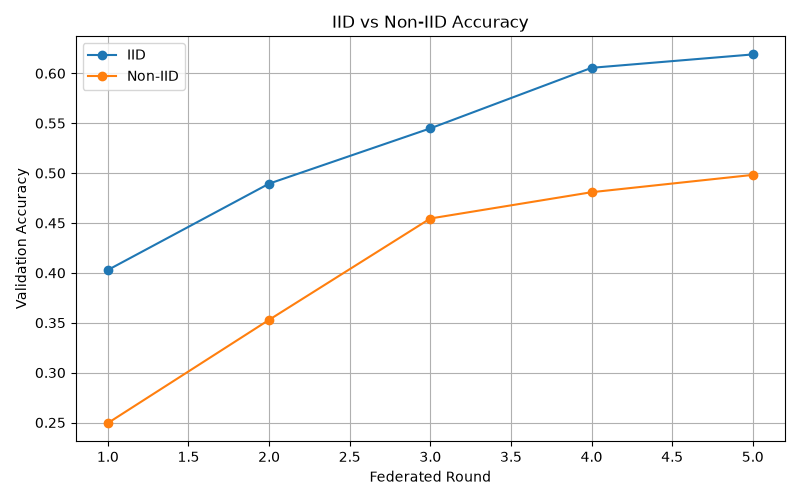 IID vs Non-IID Accuracy
IID
Non-IID
Validation Accuracy
0.60
0.55
0.50
0.45
0.40
0.35
0.30
0.25
1.0 1.5 2.0 2.5 3.0 3.5 4.0 4.5 5.0
Federated Round